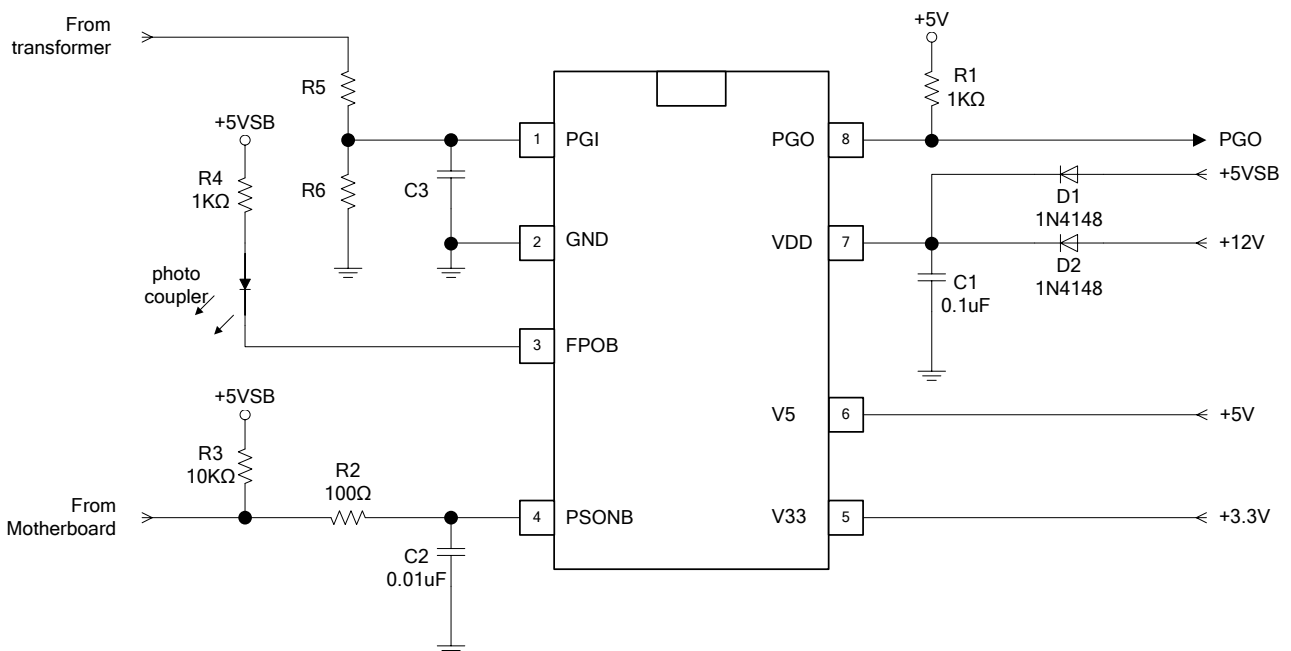 From
transformer
R5
+5VSB
R4
1KΩ
R6
C3
photo
coupler
+5VSB
R3
10KΩ
R2
100Ω
From
Motherboard
C2
0.01uF
1
PGI
2
GND
3
FPOB
4
PSONB
PGO
8
VDD
7
V5
6
V33
5
+5V
R1
1KΩ
PGO
+5VSB
D1
1N4148
+12V
D2
1N4148
C1
0.1uF
+5V
+3.3V